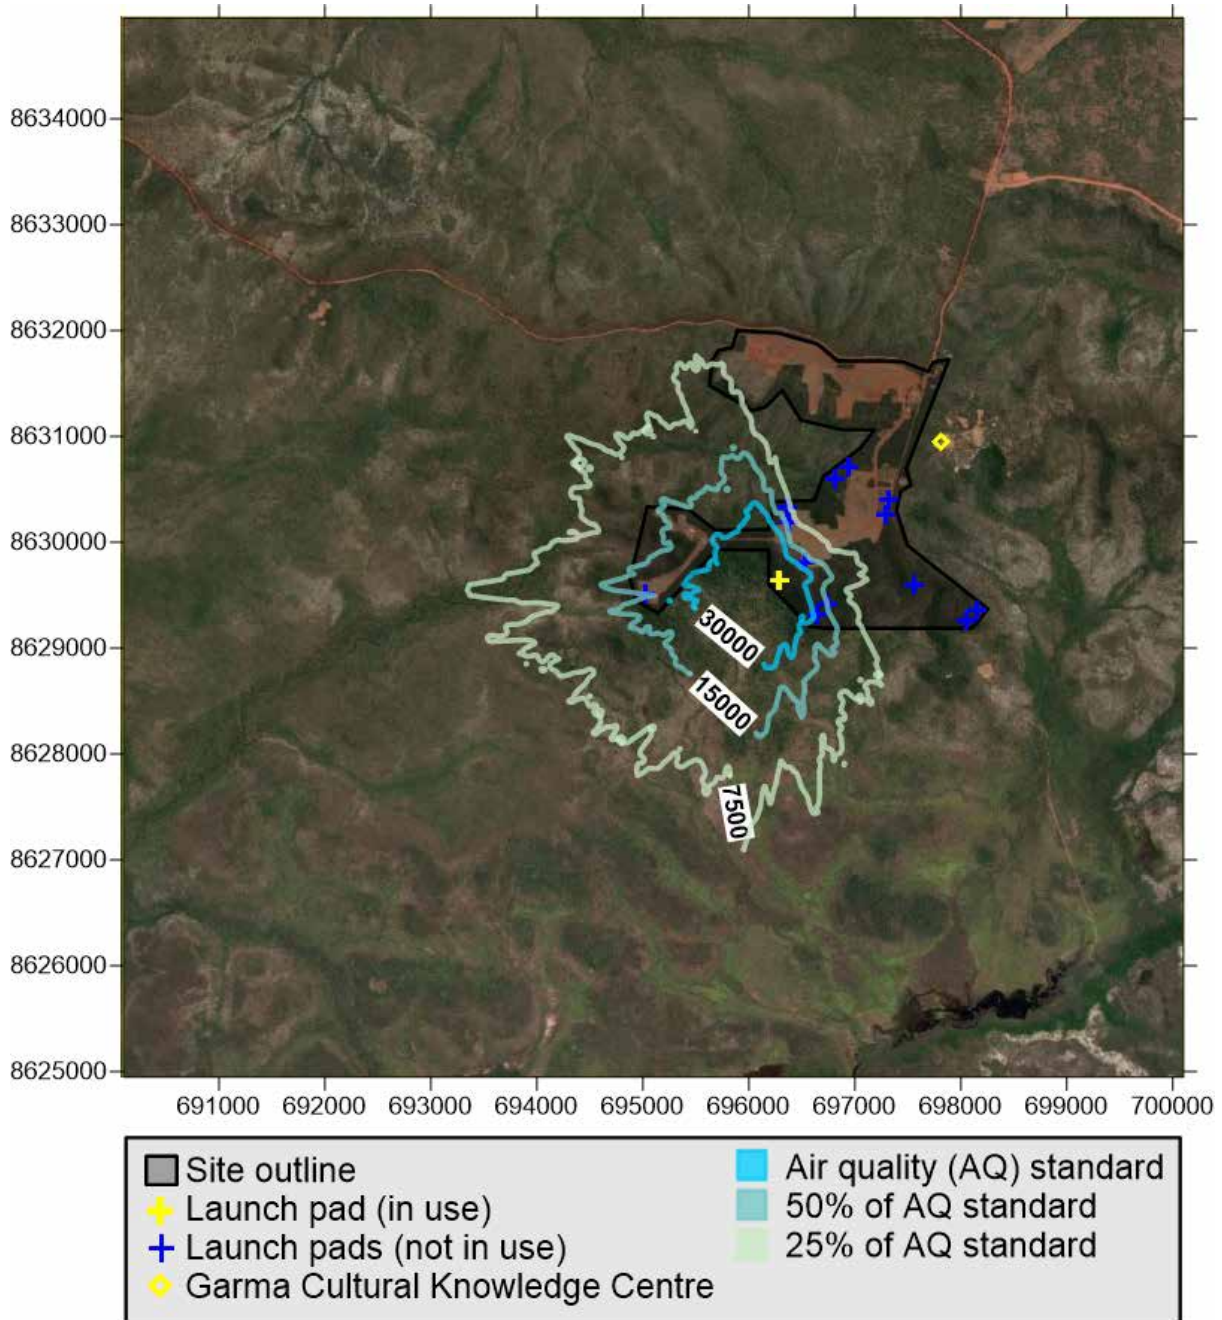 8634000
8633000
8632000
8631000
8630000
8629000
8628000
8627000
8626000
8625000
30000
15000
7500
691000 692000 693000 694000 695000 696000 697000 698000 699000 700000
Site outline
Launch pad (in use)
Launch pads (not in use)
Garma Cultural Knowledge Centre
Air quality (AQ) standard
50% of AQ standard
25% of AQ standard